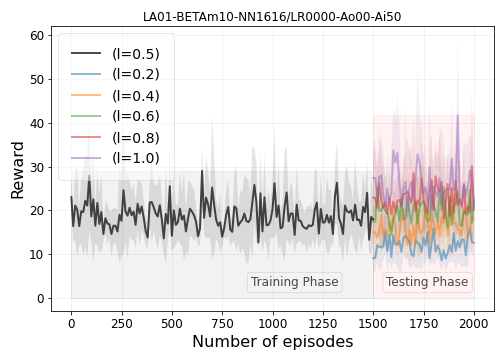 LA01-BETAm10-NN1616/LR0000-Ao00-Ai50
60
50
40
30
20
10
0
Reward
(l=0.5)
(l=0.2)
(l=0.4)
(l=0.6)
(l=0.8)
(l=1.0)
Training Phase
Testing Phase
0 250 500 750 1000 1250 1500 1750 2000
Number of episodes